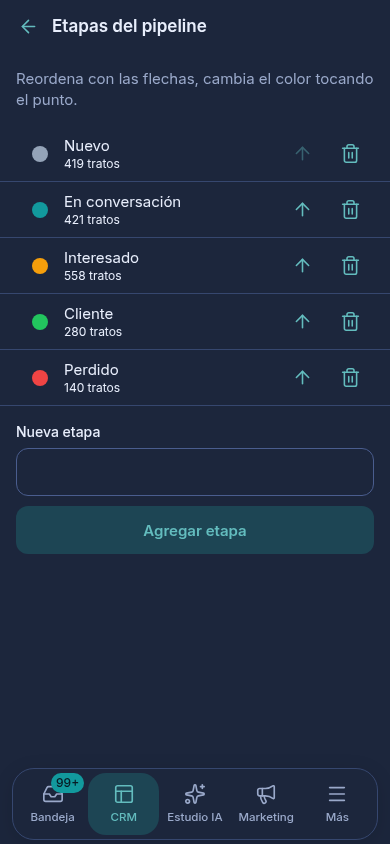 Etapas del pipeline
Reordena con las flechas, cambia el color tocando
el punto.
Nuevo
419 tratos
En conversación
421 tratos
Interesado
558 tratos
Cliente
280 tratos
Perdido
140 tratos
Nueva etapa
Agregar etapa
99+
Bandeja
CRM
Estudio IA
Marketing
Más